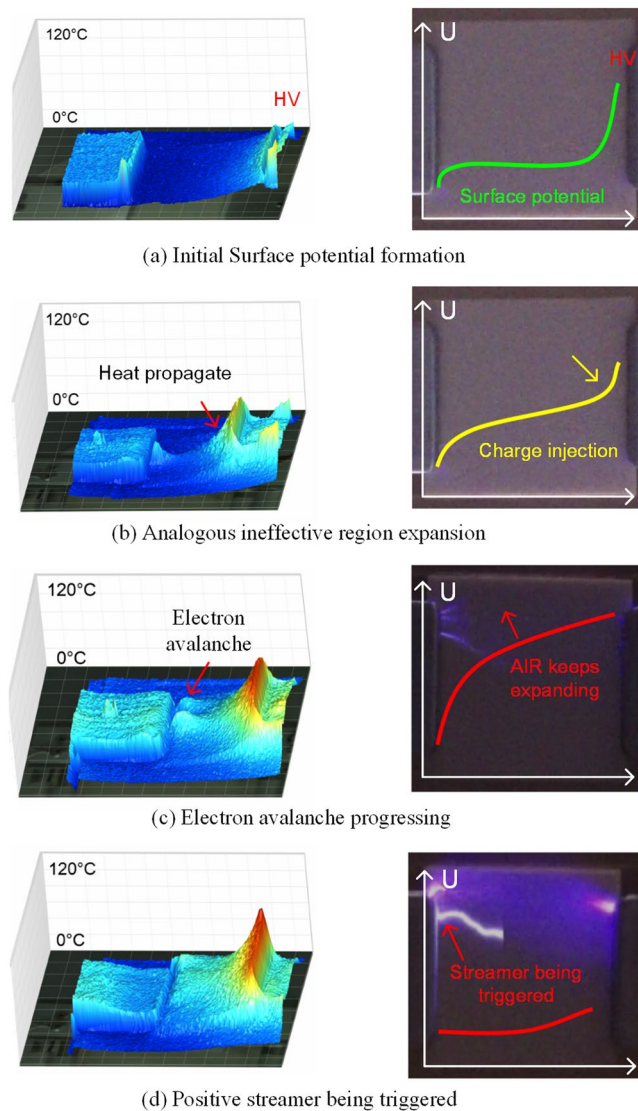 120°C
0°C
HV
U
HV
Surface potential
(a) Initial Surface potential formation
120°C
0°C
Heat propagate
U
Charge injection
(b) Analogous ineffective region expansion
120°C
0°C
Electron
avalanche
U
AIR keeps
expanding
(c) Electron avalanche progressing
120°C
0°C
U
Streamer being
triggered
(d) Positive streamer being triggered